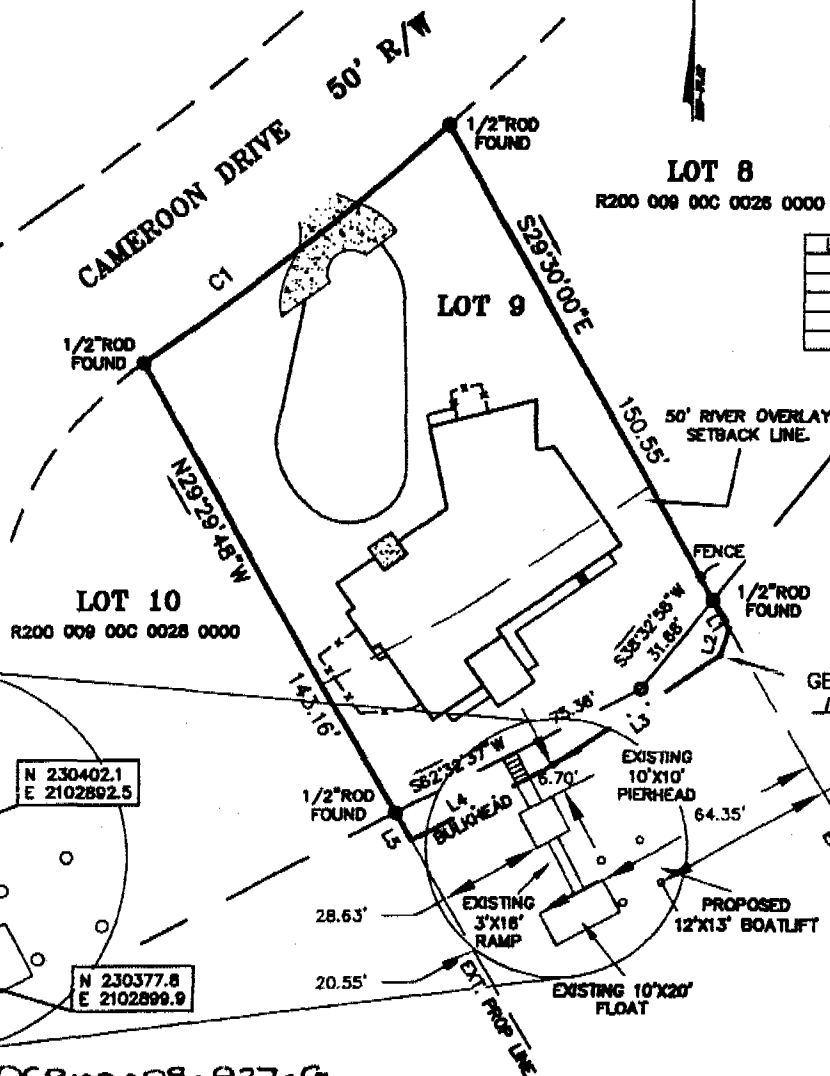 CAMEROON DRIVE 50' R/W
1/2"ROD
FOUND
LOT 8
R200 009 00C 0026 0000
C1
LOT 9
S29°30'00"E
150.55'
1/2"ROD
FOUND
50' RIVER OVERLAY
SETBACK LINE.
N29°29'48"W
143.16'
LOT 10
R200 009 00C 0028 0000
FENCE
1/2"ROD
FOUND
L1
L2
S38°32'58"W
31.68'
L3
75.36'
S62°32'37"W
N 230402.1
E 2102892.5
1/2"ROD
FOUND
L4
BULKHEAD
L5
6.70'
EXISTING
10'X10'
PIERHEAD
64.35'
28.63'
EXISTING
3'X16'
RAMP
PROPOSED
12'X13' BOATLIFT
20.55'
EXISTING 10'X20'
FLOAT
N 230377.8
E 2102899.9
EXT. PROP LINE